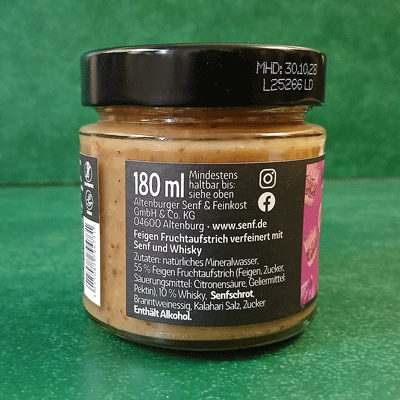 MHD: 30.10.28
L25266 LD
180 ml
Mindestens
haltbar bis:
siehe oben
Altenburger Senf & Feinkost
GmbH & Co. KG
04600 Altenburg · www.senf.de
Feigen Fruchtaufstrich verfeinert mit
Senf und Whisky
Zutaten: natürliches Mineralwasser,
55 % Feigen Fruchtaufstrich (Feigen, Zucker,
Säuerungsmittel: Citronensäure, Geliermittel:
Pektin), 10 % Whisky, Senfschrot,
Branntweinessig, Kalahari Salz, Zucker
Enthält Alkohol.